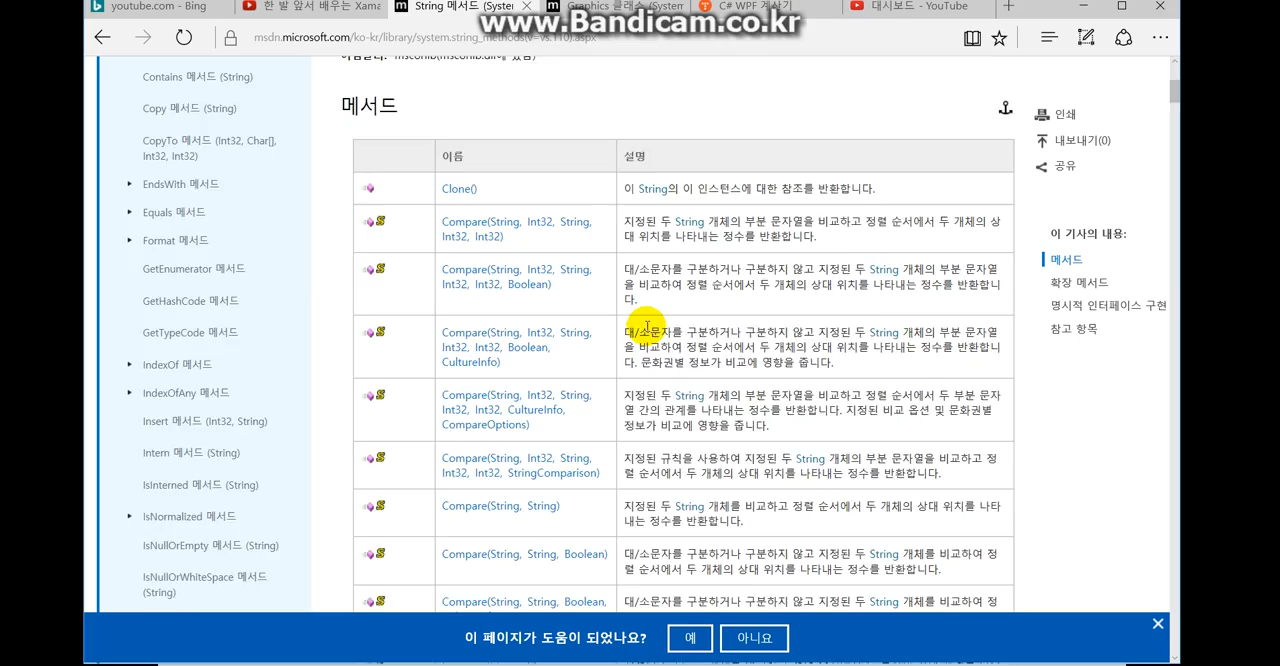 youtube.com - Bing
한 발 앞서 배우는 Xama
String 메서드 (Syster
Graphics 클래스 (System
C# WPF 계산기
대시보드 - YouTube
www.Bandicam.co.kr
msdn.microsoft.com/ko-kr/library/system.string_methods(v=vs.110).aspx
Contains 메서드 (String)
Copy 메서드 (String)
CopyTo 메서드 (Int32, Char[],
Int32, Int32)
EndsWith 메서드
Equals 메서드
Format 메서드
GetEnumerator 메서드
GetHashCode 메서드
GetTypeCode 메서드
IndexOf 메서드
IndexOfAny 메서드
Insert 메서드 (Int32, String)
Intern 메서드 (String)
IsInterned 메서드 (String)
IsNormalized 메서드
IsNullOrEmpty 메서드 (String)
IsNullOrWhiteSpace 메서드
(String)
메서드
이름 설명
Clone() 이 String의 이 인스턴스에 대한 참조를 반환합니다.
Compare(String, Int32, String, 지정된 두 String 개체의 부분 문자열을 비교하고 정렬 순서에서 두 개체의 상
Int32, Int32) 대 위치를 나타내는 정수를 반환합니다.
Compare(String, Int32, String, 대/소문자를 구분하거나 구분하지 않고 지정된 두 String 개체의 부분 문자열
Int32, Int32, Boolean) 을 비교하여 정렬 순서에서 두 개체의 상대 위치를 나타내는 정수를 반환합니
다.
Compare(String, Int32, String, 대/소문자를 구분하거나 구분하지 않고 지정된 두 String 개체의 부분 문자열
Int32, Int32, Boolean, 을 비교하여 정렬 순서에서 두 개체의 상대 위치를 나타내는 정수를 반환합니
CultureInfo) 다. 문화권별 정보가 비교에 영향을 줍니다.
Compare(String, Int32, String, 지정된 두 String 개체의 부분 문자열을 비교하고 정렬 순서에서 두 부분 문자
Int32, Int32, CultureInfo, 열 간의 관계를 나타내는 정수를 반환합니다. 지정된 비교 옵션 및 문화권별
CompareOptions) 정보가 비교에 영향을 줍니다.
Compare(String, Int32, String, 지정된 규칙을 사용하여 지정된 두 String 개체의 부분 문자열을 비교하고 정
Int32, Int32, StringComparison) 렬 순서에서 두 개체의 상대 위치를 나타내는 정수를 반환합니다.
Compare(String, String) 지정된 두 String 개체를 비교하고 정렬 순서에서 두 개체의 상대 위치를 나타
내는 정수를 반환합니다.
Compare(String, String, Boolean) 대/소문자를 구분하거나 구분하지 않고 지정된 두 String 개체를 비교하여 정
렬 순서에서 두 개체의 상대 위치를 나타내는 정수를 반환합니다.
Compare(String, String, Boolean, 대/소문자를 구분하거나 구분하지 않고 지정된 두 String 개체를 비교하여 정
인쇄
내보내기(0)
공유
이 기사의 내용:
메서드
확장 메서드
명시적 인터페이스 구현
참고 항목
이 페이지가 도움이 되었나요? 예 아니요